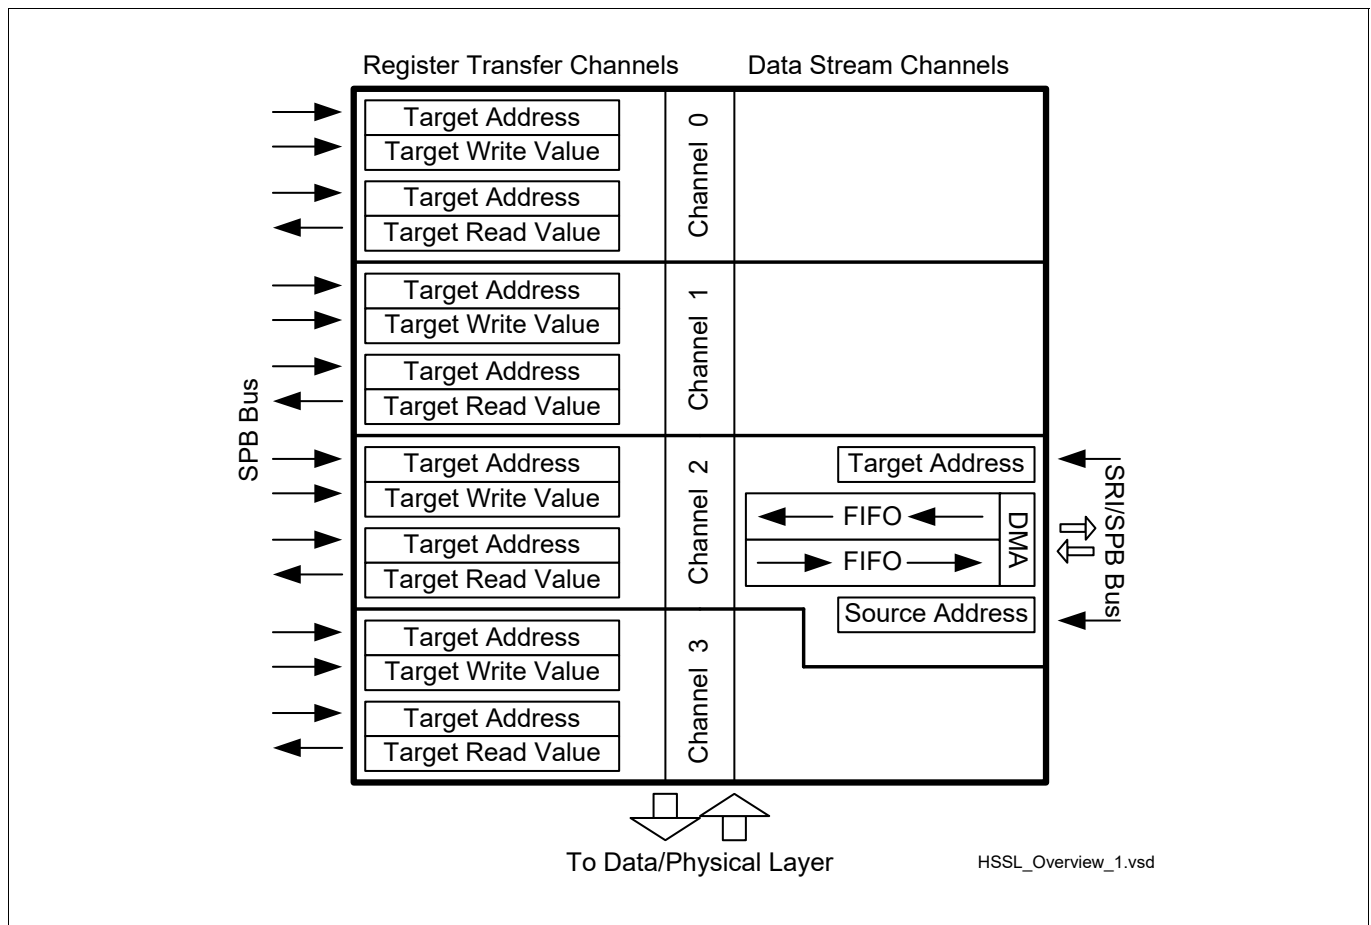 Register Transfer Channels
Data Stream Channels
SPB Bus
Target Address
Target Write Value
Target Address
Target Read Value
Channel 0
Target Address
Target Write Value
Target Address
Target Read Value
Channel 1
Target Address
Target Write Value
Target Address
Target Read Value
Channel 2
Target Address
FIFO
FIFO
DMA
Source Address
SRI/SPB Bus
Target Address
Target Write Value
Target Address
Target Read Value
Channel 3
To Data/Physical Layer
HSSL_Overview_1.vsd